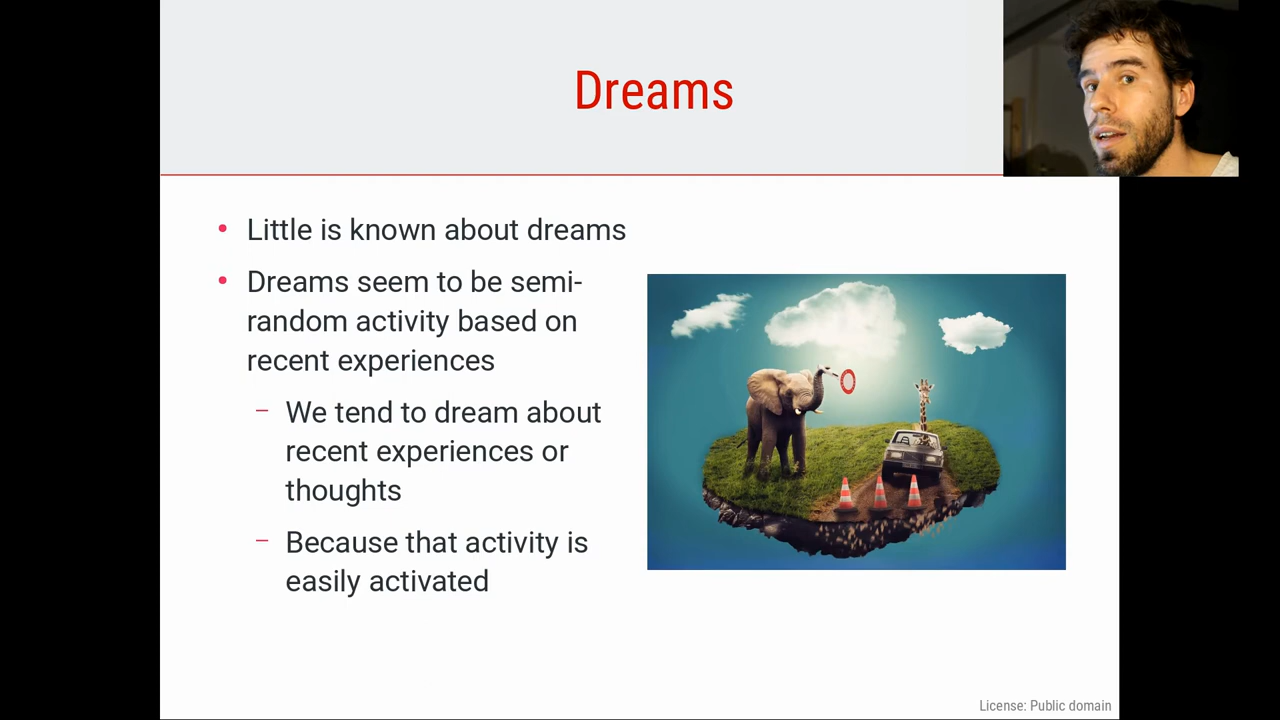 Dreams
Little is known about dreams
Dreams seem to be semi-
random activity based on
recent experiences
We tend to dream about
recent experiences or
thoughts
Because that activity is
easily activated
License: Public domain